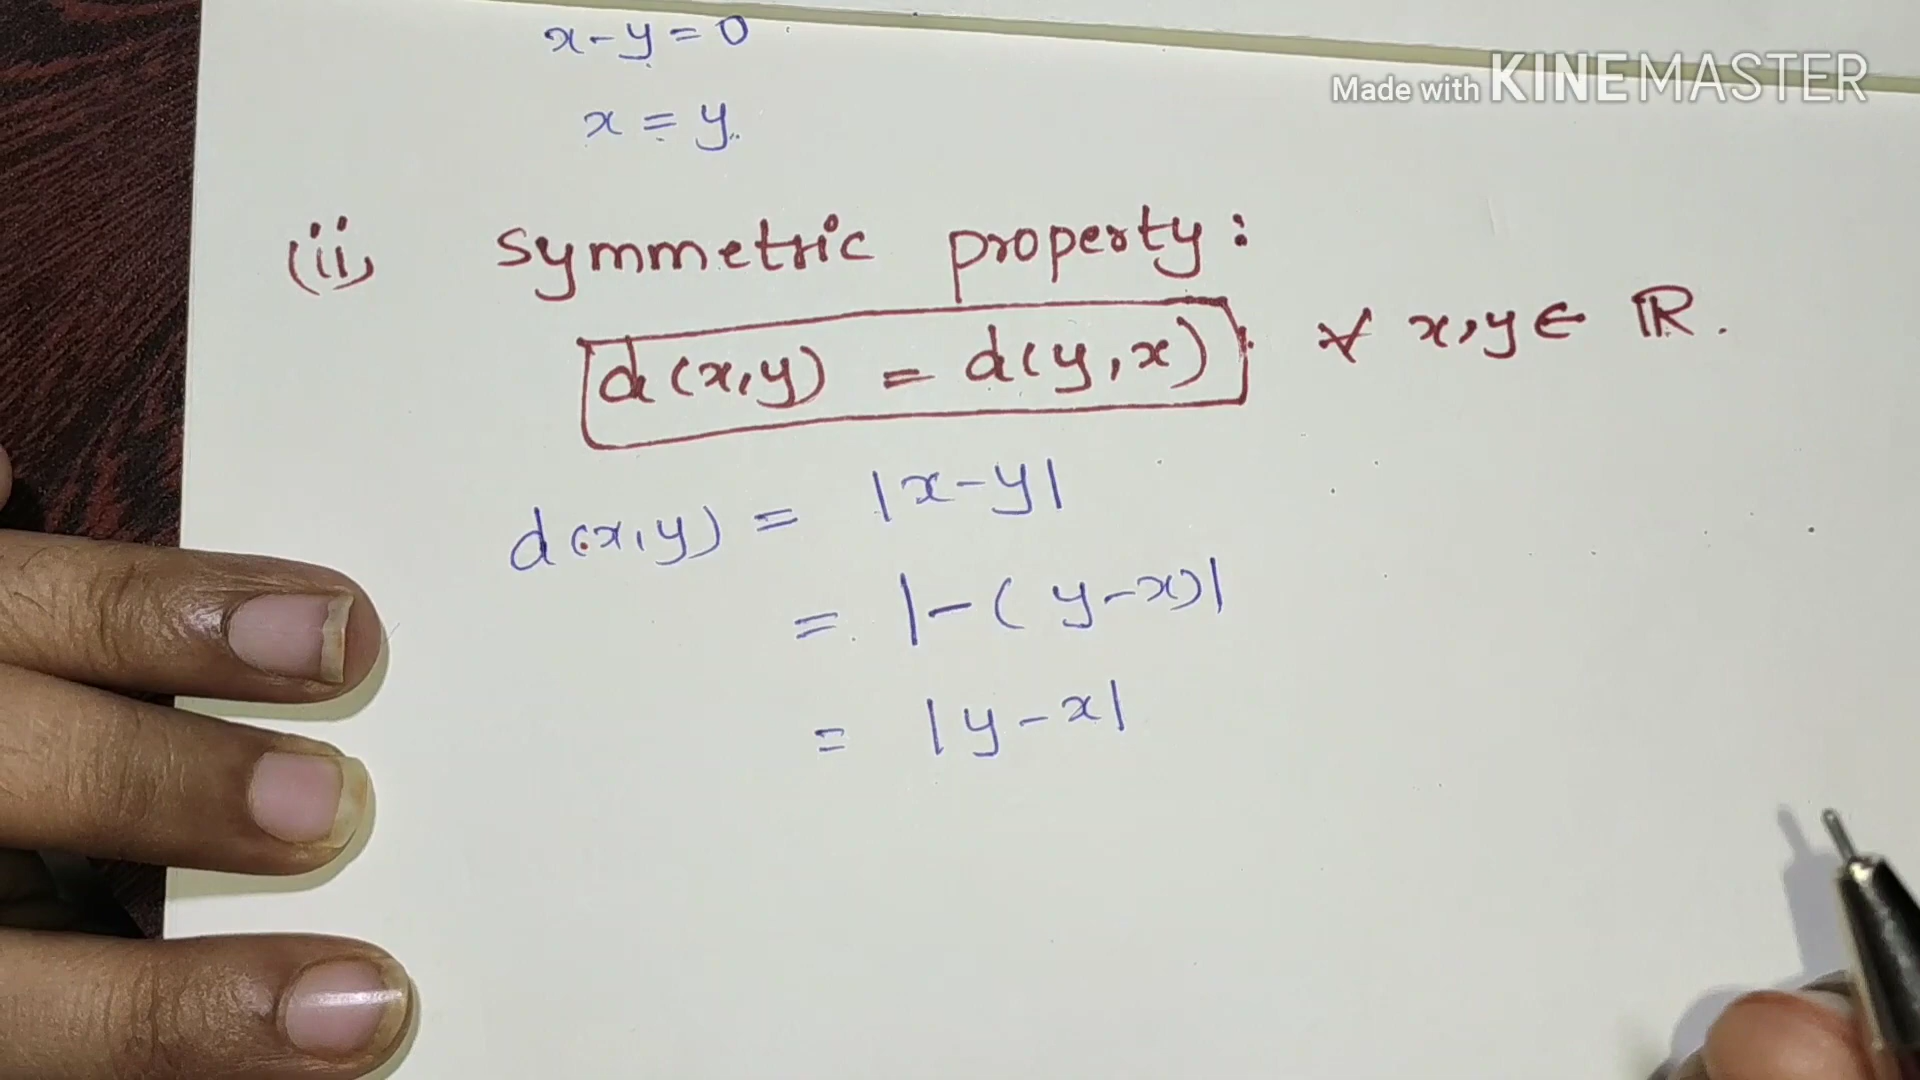 x-y=0
Made with KINEMASTER
x = y
(ii) Symmetric property:
d(x,y) = d(y,x) ∀ x,y ∈ ℝ.
d(x,y) = |x-y|
= |-(y-x)|
= |y-x|